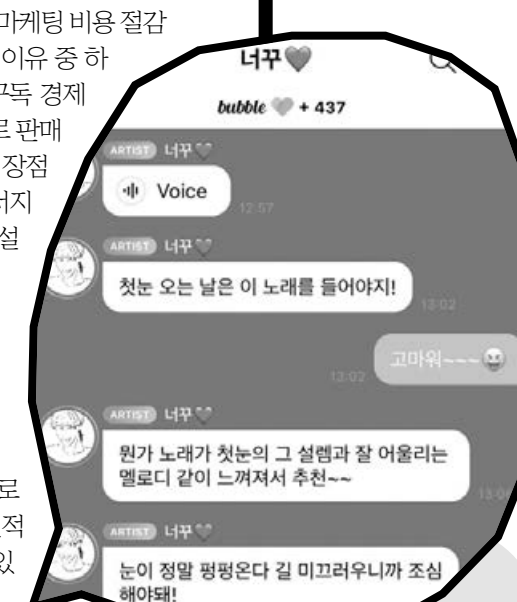 마케팅 비용 절감
이유 중 하
구독 경제
로 판매
장점
너지
설
로
적
있
너꾸🖤
bubble 🤍 + 437
ARTIST 너꾸🖤
Voice
12:57
ARTIST 너꾸🖤
첫눈 오는 날은 이 노래를 들어야지!
13:02
고마워~~~😝
13:02
ARTIST 너꾸🖤
뭔가 노래가 첫눈의 그 설렘과 잘 어울리는
멜로디 같이 느껴져서 추천~~
ARTIST 너꾸🖤
눈이 정말 펑펑온다 길 미끄러우니까 조심
해야돼!